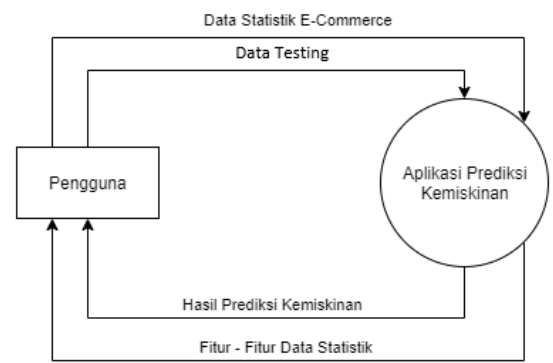 Data Statistik E-Commerce
Data Testing
Pengguna
Aplikasi Prediksi
Kemiskinan
Hasil Prediksi Kemiskinan
Fitur - Fitur Data Statistik